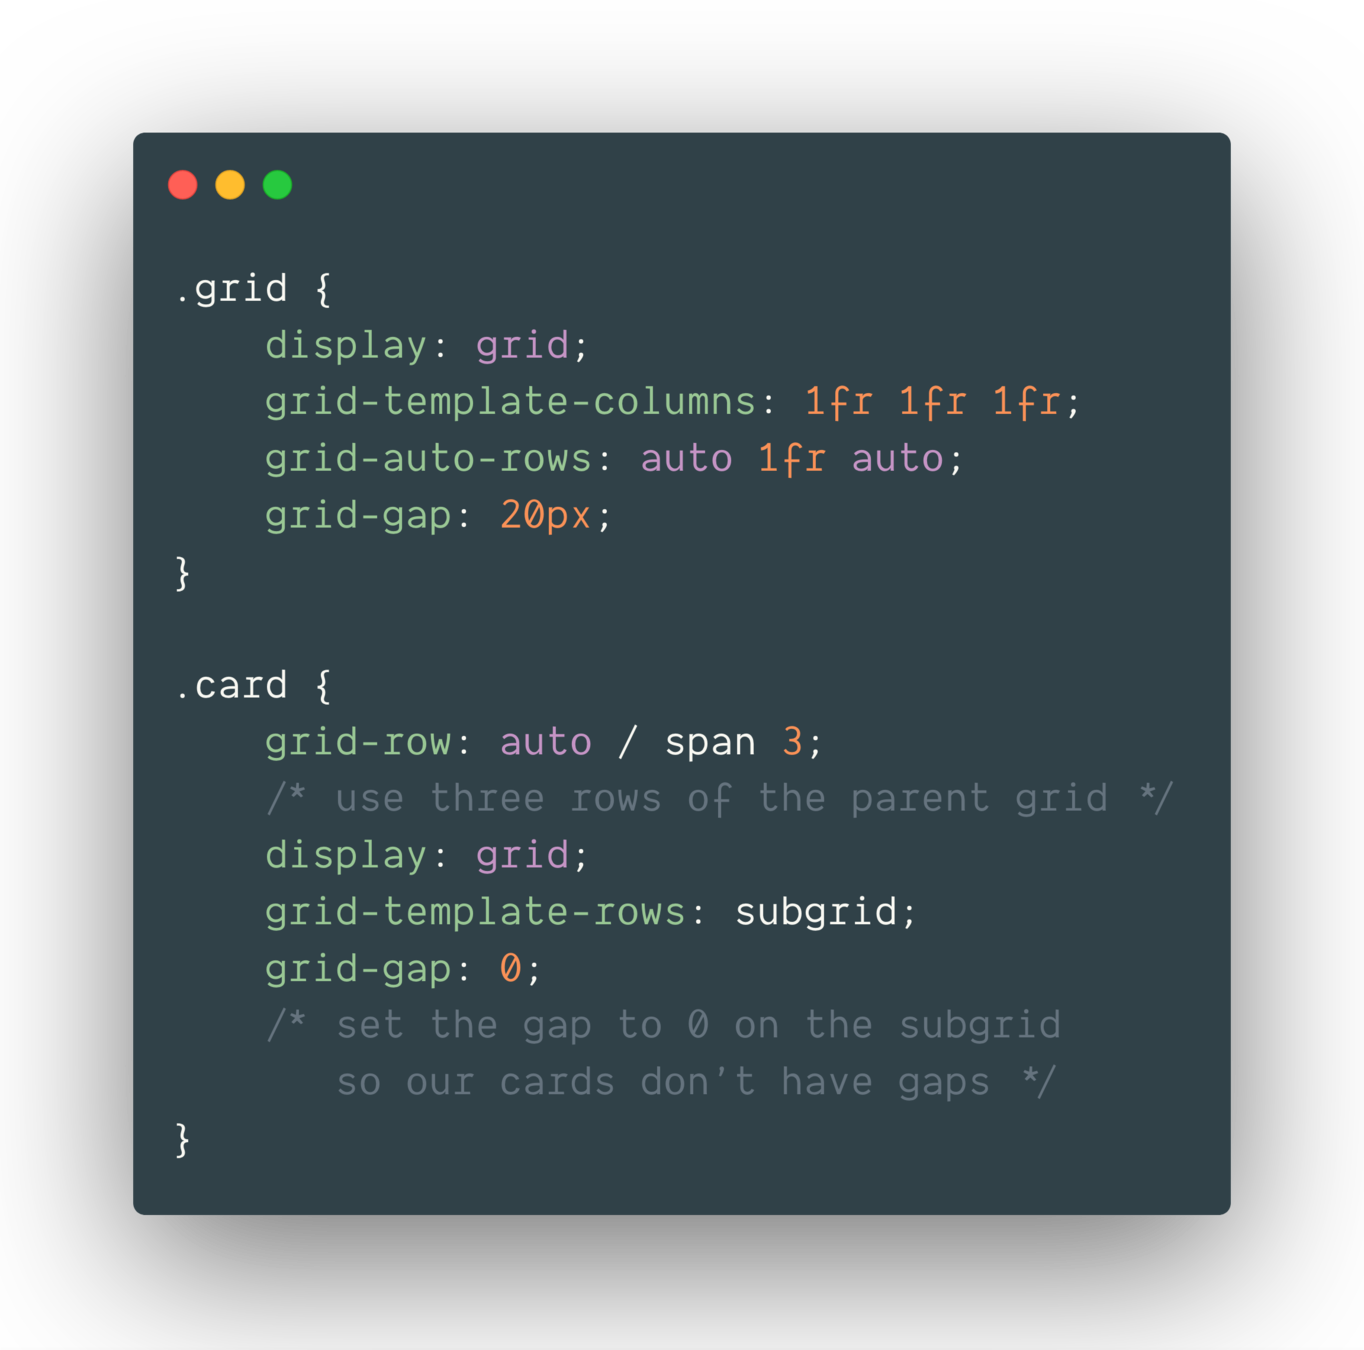 .grid {
    display: grid;
    grid-template-columns: 1fr 1fr 1fr;
    grid-auto-rows: auto 1fr auto;
    grid-gap: 20px;
}

.card {
    grid-row: auto / span 3;
    /* use three rows of the parent grid */
    display: grid;
    grid-template-rows: subgrid;
    grid-gap: 0;
    /* set the gap to 0 on the subgrid
       so our cards don’t have gaps */
}